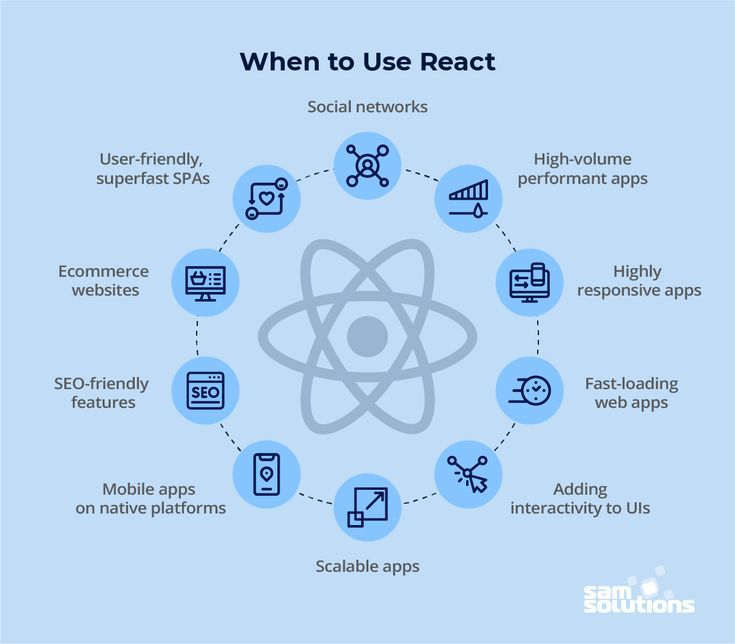 When to Use React
Social networks
High-volume
performant apps
Highly
responsive apps
Fast-loading
web apps
Adding
interactivity to UIs
Scalable apps
Mobile apps
on native platforms
SEO-friendly
features
SEO
Ecommerce
websites
User-friendly,
superfast SPAs
sam
solutions